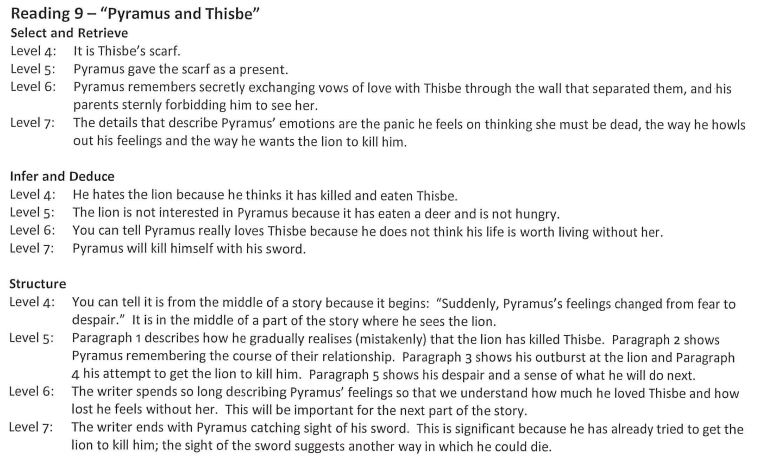 Reading 9 – “Pyramus and Thisbe”
Select and Retrieve
Level 4: It is Thisbe’s scarf.
Level 5: Pyramus gave the scarf as a present.
Level 6: Pyramus remembers secretly exchanging vows of love with Thisbe through the wall that separated them, and his
parents sternly forbidding him to see her.
Level 7: The details that describe Pyramus’ emotions are the panic he feels on thinking she must be dead, the way he howls
out his feelings and the way he wants the lion to kill him.
Infer and Deduce
Level 4: He hates the lion because he thinks it has killed and eaten Thisbe.
Level 5: The lion is not interested in Pyramus because it has eaten a deer and is not hungry.
Level 6: You can tell Pyramus really loves Thisbe because he does not think his life is worth living without her.
Level 7: Pyramus will kill himself with his sword.
Structure
Level 4: You can tell it is from the middle of a story because it begins: “Suddenly, Pyramus’s feelings changed from fear to
despair.” It is in the middle of a part of the story where he sees the lion.
Level 5: Paragraph 1 describes how he gradually realises (mistakenly) that the lion has killed Thisbe. Paragraph 2 shows
Pyramus remembering the course of their relationship. Paragraph 3 shows his outburst at the lion and Paragraph
4 his attempt to get the lion to kill him. Paragraph 5 shows his despair and a sense of what he will do next.
Level 6: The writer spends so long describing Pyramus’ feelings so that we understand how much he loved Thisbe and how
lost he feels without her. This will be important for the next part of the story.
Level 7: The writer ends with Pyramus catching sight of his sword. This is significant because he has already tried to get the
lion to kill him; the sight of the sword suggests another way in which he could die.